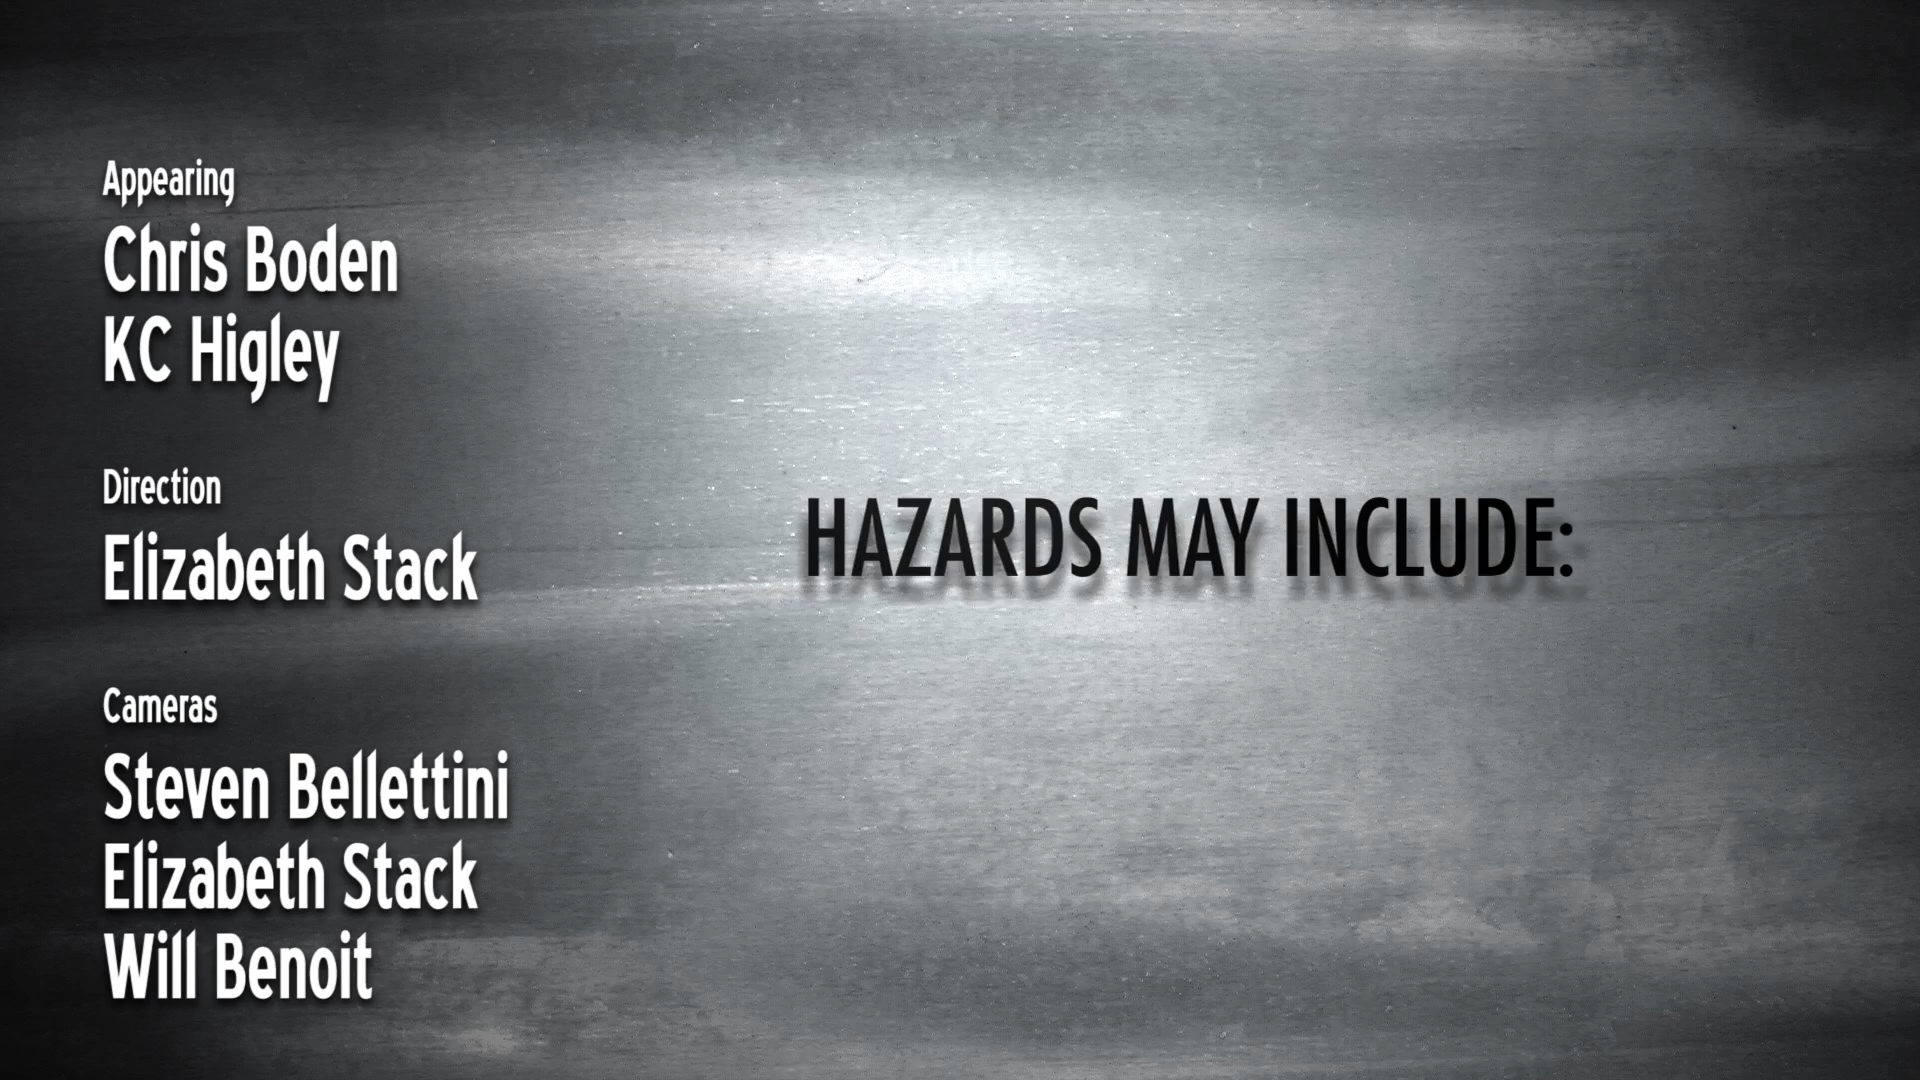 Appearing
Chris Boden
KC Higley
Direction
Elizabeth Stack
Cameras
Steven Bellettini
Elizabeth Stack
Will Benoit
HAZARDS MAY INCLUDE: